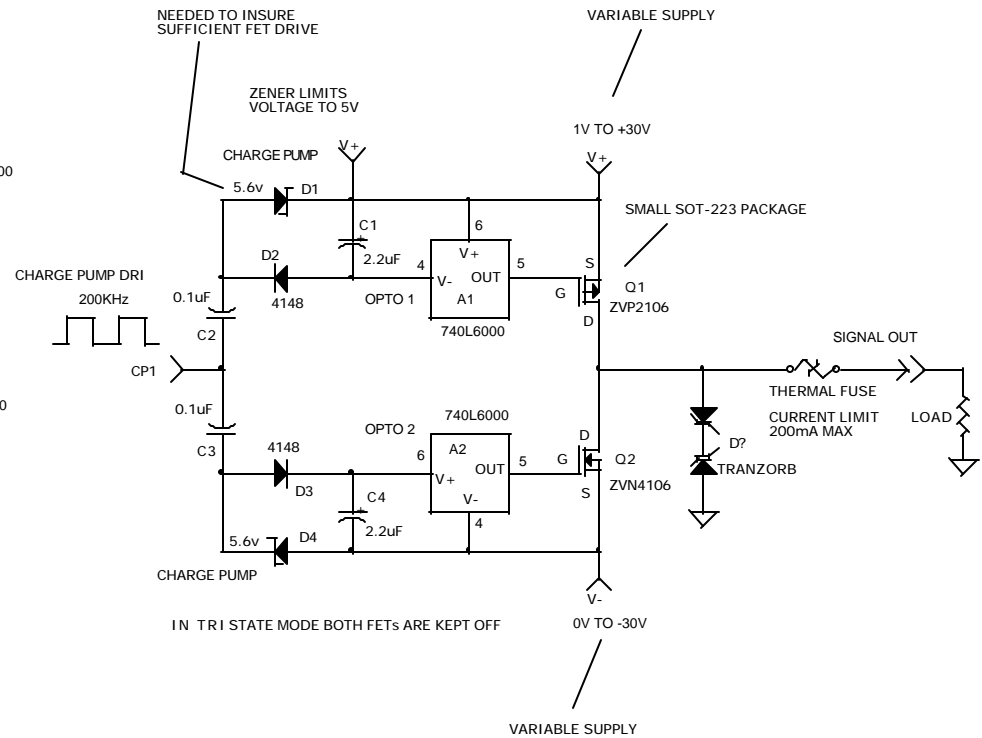 NEEDED TO INSURE
SUFFICIENT FET DRIVE
VARIABLE SUPPLY
ZENER LIMITS
VOLTAGE TO 5V
1V TO +30V
V+
CHARGE PUMP
V+
00
5.6v
D1
SMALL SOT-223 PACKAGE
C1
+
2.2uF
6
V+
D2
4
V-
OUT
5
S
CHARGE PUMP DRI
4148
OPTO 1
A1
G
Q1
200KHz
0.1uF
740L6000
D
ZVP2106
C2
SIGNAL OUT
CP1
THERMAL FUSE
0
0.1uF
740L6000
CURRENT LIMIT
200mA MAX
LOAD
OPTO 2
C3
4148
6
A2
OUT
5
D
G
Q2
D?
TRANZORB
D3
V+
S
ZVN4106
C4
V-
+
2.2uF
4
5.6v
D4
CHARGE PUMP
V-
IN TRI STATE MODE BOTH FETs ARE KEPT OFF
0V TO -30V
VARIABLE SUPPLY